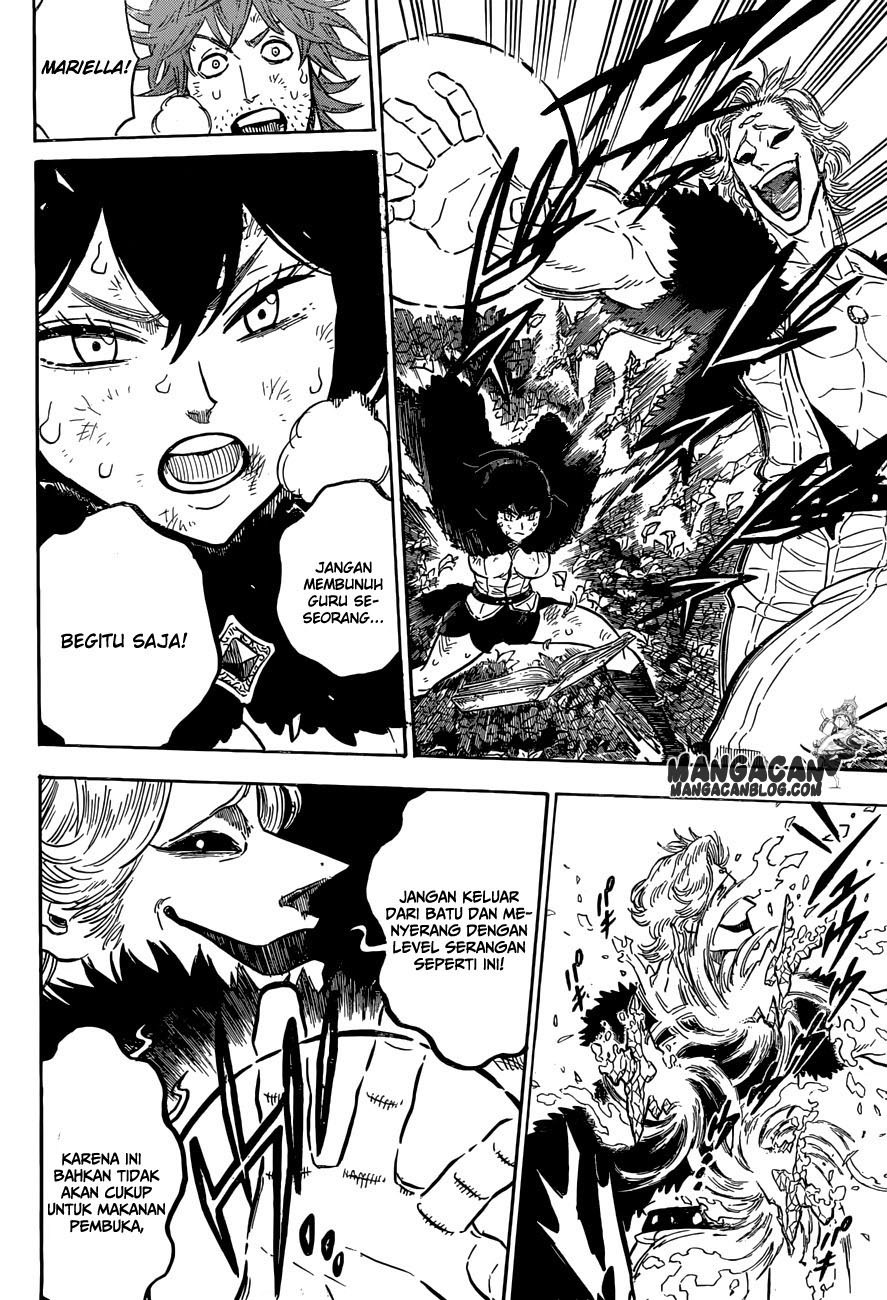 MARIELLA!
JANGAN
MEMBUNUH
GURU SE-
SEORANG...
BEGITU SAJA!
MANGACAN
MANGACANBLOG.COM
JANGAN KELUAR
DARI BATU DAN ME-
NYERANG DENGAN
LEVEL SERANGAN
SEPERTI INI!
KARENA INI
BAHKAN TIDAK
AKAN CUKUP
UNTUK MAKANAN
PEMBUKA,